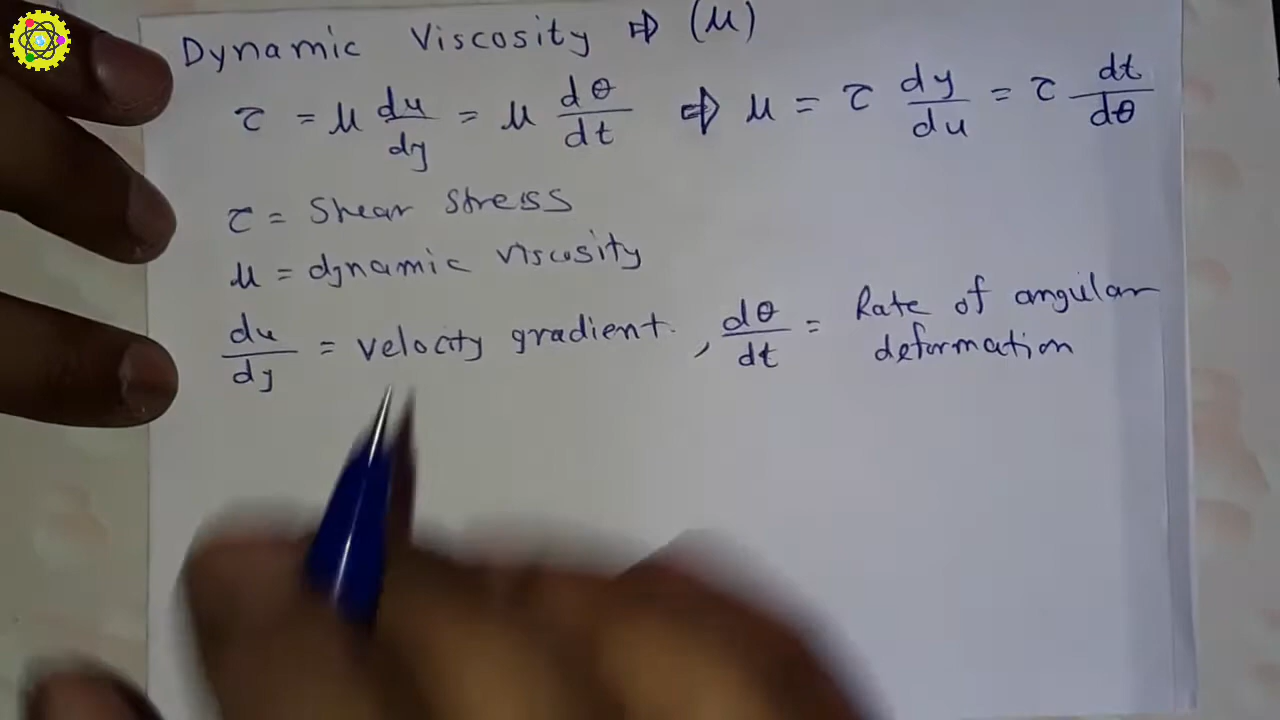 Dynamic Viscosity ⇒ (μ)
τ = μ du/dy = μ dθ/dt ⇒ μ = τ dy/du = τ dt/dθ
τ = Shear stress
μ = dynamic viscosity
du/dy = velocity gradient. , dθ/dt = Rate of angular deformation